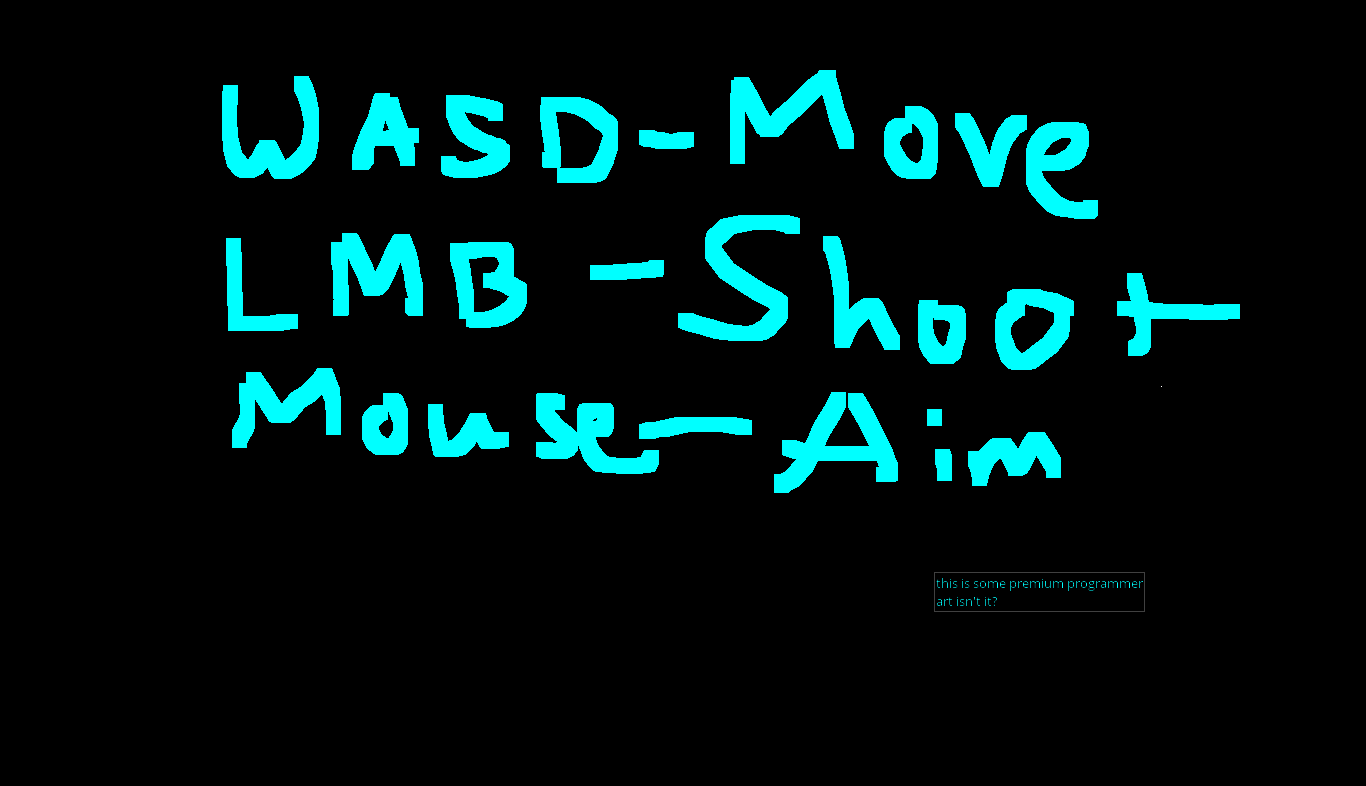 WASD-Move
LMB-Shoot
Mouse-Aim
this is some premium programmer
art isn't it?